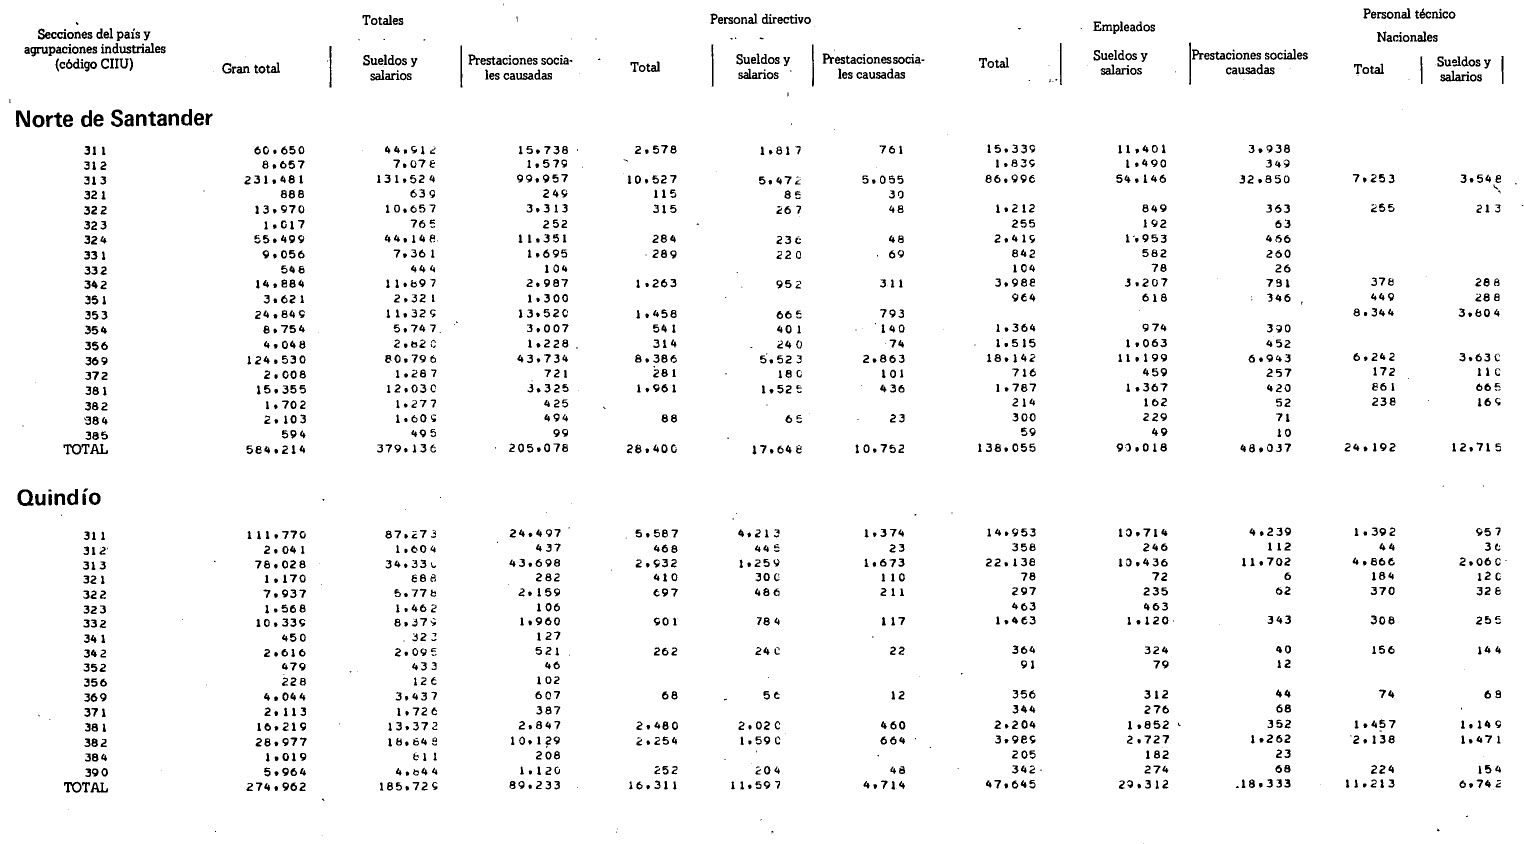 Totales Personal directivo Empleados Personal técnico
Secciones del país y agrupaciones industriales (código CIIU) Gran total Sueldos y salarios Prestaciones socia-les causadas Total Sueldos y salarios Prestaciones socia-les causadas Total Sueldos y salarios Prestaciones sociales causadas Nacionales Total Sueldos y salarios
Norte de Santander
311 60.650 44.912 15.738 2.578 1.817 761 15.339 11.401 3.938
312 8.657 7.078 1.579 1.839 1.490 349
313 231.481 131.524 99.957 10.527 5.472 5.055 86.996 54.146 32.850 7.253 3.548
321 888 639 249 115 85 30
322 13.970 10.657 3.313 315 267 48 1.212 849 363 255 213
323 1.017 765 252 255 192 63
324 55.499 44.148 11.351 284 236 48 2.419 1.953 466
331 9.056 7.361 1.695 289 220 69 842 582 260
332 548 444 104 104 78 26
342 14.884 11.897 2.987 1.263 952 311 3.988 3.207 781 378 288
351 3.621 2.321 1.300 964 618 346 449 288
353 24.849 11.329 13.520 1.458 665 793 8.344 3.804
354 8.754 5.747 3.007 541 401 140 1.364 974 390
356 4.048 2.820 1.228 314 240 74 1.515 1.063 452
369 124.530 80.796 43.734 8.386 5.523 2.863 18.142 11.199 6.943 6.242 3.630
372 2.008 1.287 721 281 180 101 716 459 257 172 110
381 15.355 12.030 3.325 1.961 1.525 436 1.787 1.367 420 861 665
382 1.702 1.277 425 214 162 52 238 169
384 2.103 1.609 494 88 65 23 300 229 71
385 594 495 99 59 49 10
TOTAL 584.214 379.136 205.078 28.400 17.648 10.752 138.055 90.018 48.037 24.192 12.715
Quindío
311 111.770 87.273 24.497 5.587 4.213 1.374 14.953 10.714 4.239 1.392 957
312 2.041 1.604 437 468 445 23 358 246 112 44 36
313 78.028 34.330 43.698 2.932 1.259 1.673 22.138 10.436 11.702 4.866 2.060
321 1.170 888 282 410 300 110 78 72 6 184 120
322 7.937 5.778 2.159 697 486 211 297 235 62 370 328
323 1.568 1.462 106 463 463
332 10.339 8.379 1.960 901 784 117 1.463 1.120 343 308 255
341 450 323 127
342 2.616 2.095 521 262 240 22 364 324 40 156 144
352 479 433 46 91 79 12
356 228 126 102
369 4.044 3.437 607 68 56 12 356 312 44 74 68
371 2.113 1.726 387 344 276 68
381 16.219 13.372 2.847 2.480 2.020 460 2.204 1.852 352 1.457 1.149
382 28.977 18.848 10.129 2.254 1.590 664 3.989 2.727 1.262 2.138 1.471
384 1.019 811 208 205 182 23
390 5.964 4.844 1.120 252 204 48 342 274 68 224 154
TOTAL 274.962 185.729 89.233 16.311 11.597 4.714 47.645 29.312 18.333 11.213 6.742